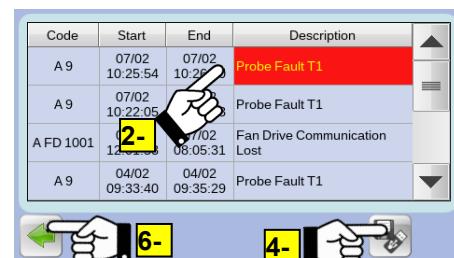 Code Start End Description
A 9 07/02 07/02 Probe Fault T1
10:25:54
A 9 07/02 Probe Fault T1
10:22:05
2-
A FD 1001 Fan Drive Communication
08:05:31 Lost
A 9 04/02 04/02 Probe Fault T1
09:33:40 09:35:29
6-
4-